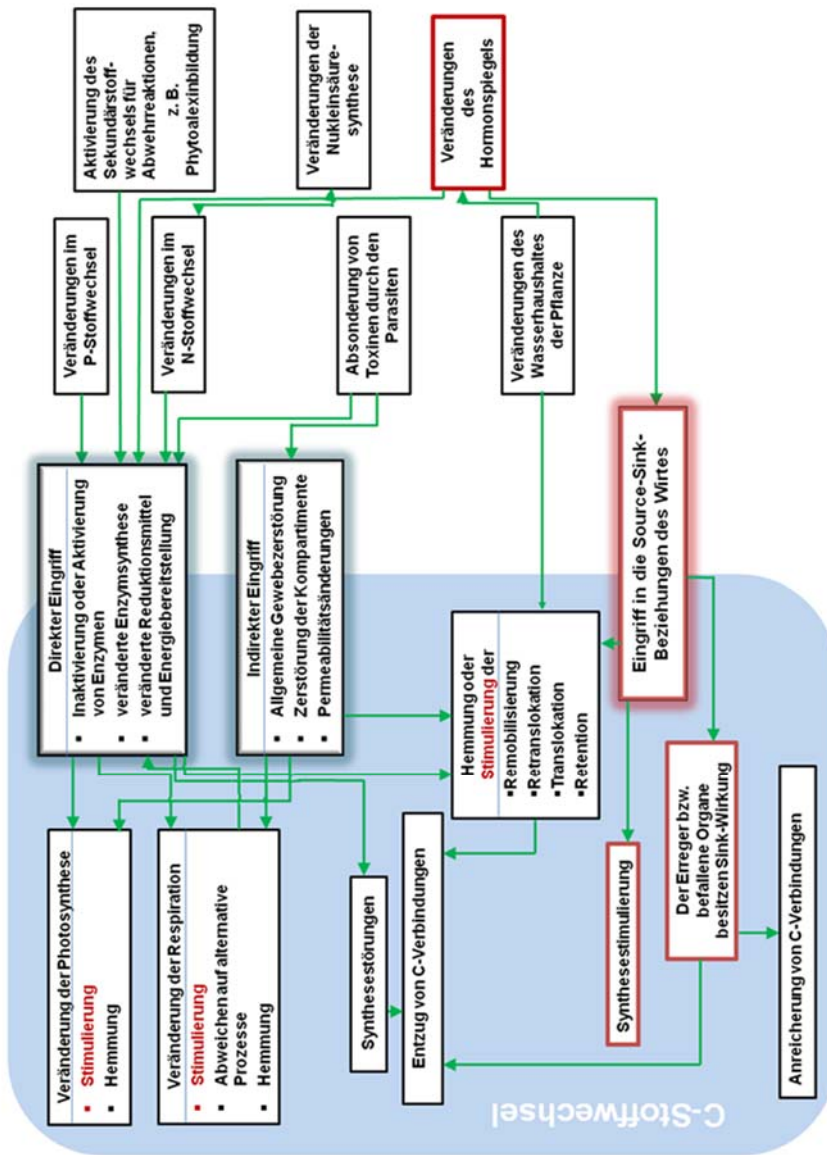 Veränderung der Photosynthese
▪ Stimulierung
▪ Hemmung
Veränderung der Respiration
▪ Stimulierung
▪ Abweichen auf alternative
Prozesse
▪ Hemmung
Synthesestörungen
Entzug von C-Verbindungen
Synthesestimulierung
Der Erreger bzw.
befallene Organe
besitzen Sink-Wirkung
Anreicherung von C-Verbindungen
C-Stoffwechsel
Direkter Eingriff
▪ Inaktivierung oder Aktivierung
von Enzymen
▪ veränderte Enzymsynthese
▪ veränderte Reduktionsmittel
und Energiebereitstellung
Indirekter Eingriff
▪ Allgemeine Gewebezerstörung
▪ Zerstörung der Kompartimente
▪ Permeabilitätsänderungen
Hemmung oder
Stimulierung der
▪Remobilisierung
▪Retranslokation
▪Translokation
▪Retention
Eingriff in die Source-Sink-
Beziehungen des Wirtes
Veränderungen im
P-Stoffwechsel
Veränderungen im
N-Stoffwechsel
Absonderung von
Toxinen durch den
Parasiten
Veränderungen des
Wasserhaushaltes
der Pflanze
Aktivierung des
Sekundärstoff-
wechsels für
Abwehrreaktionen,
z. B.
Phytoalexinbildung
Veränderungen der
Nukleinsäure-
synthese
Veränderungen
des
Hormonspiegels